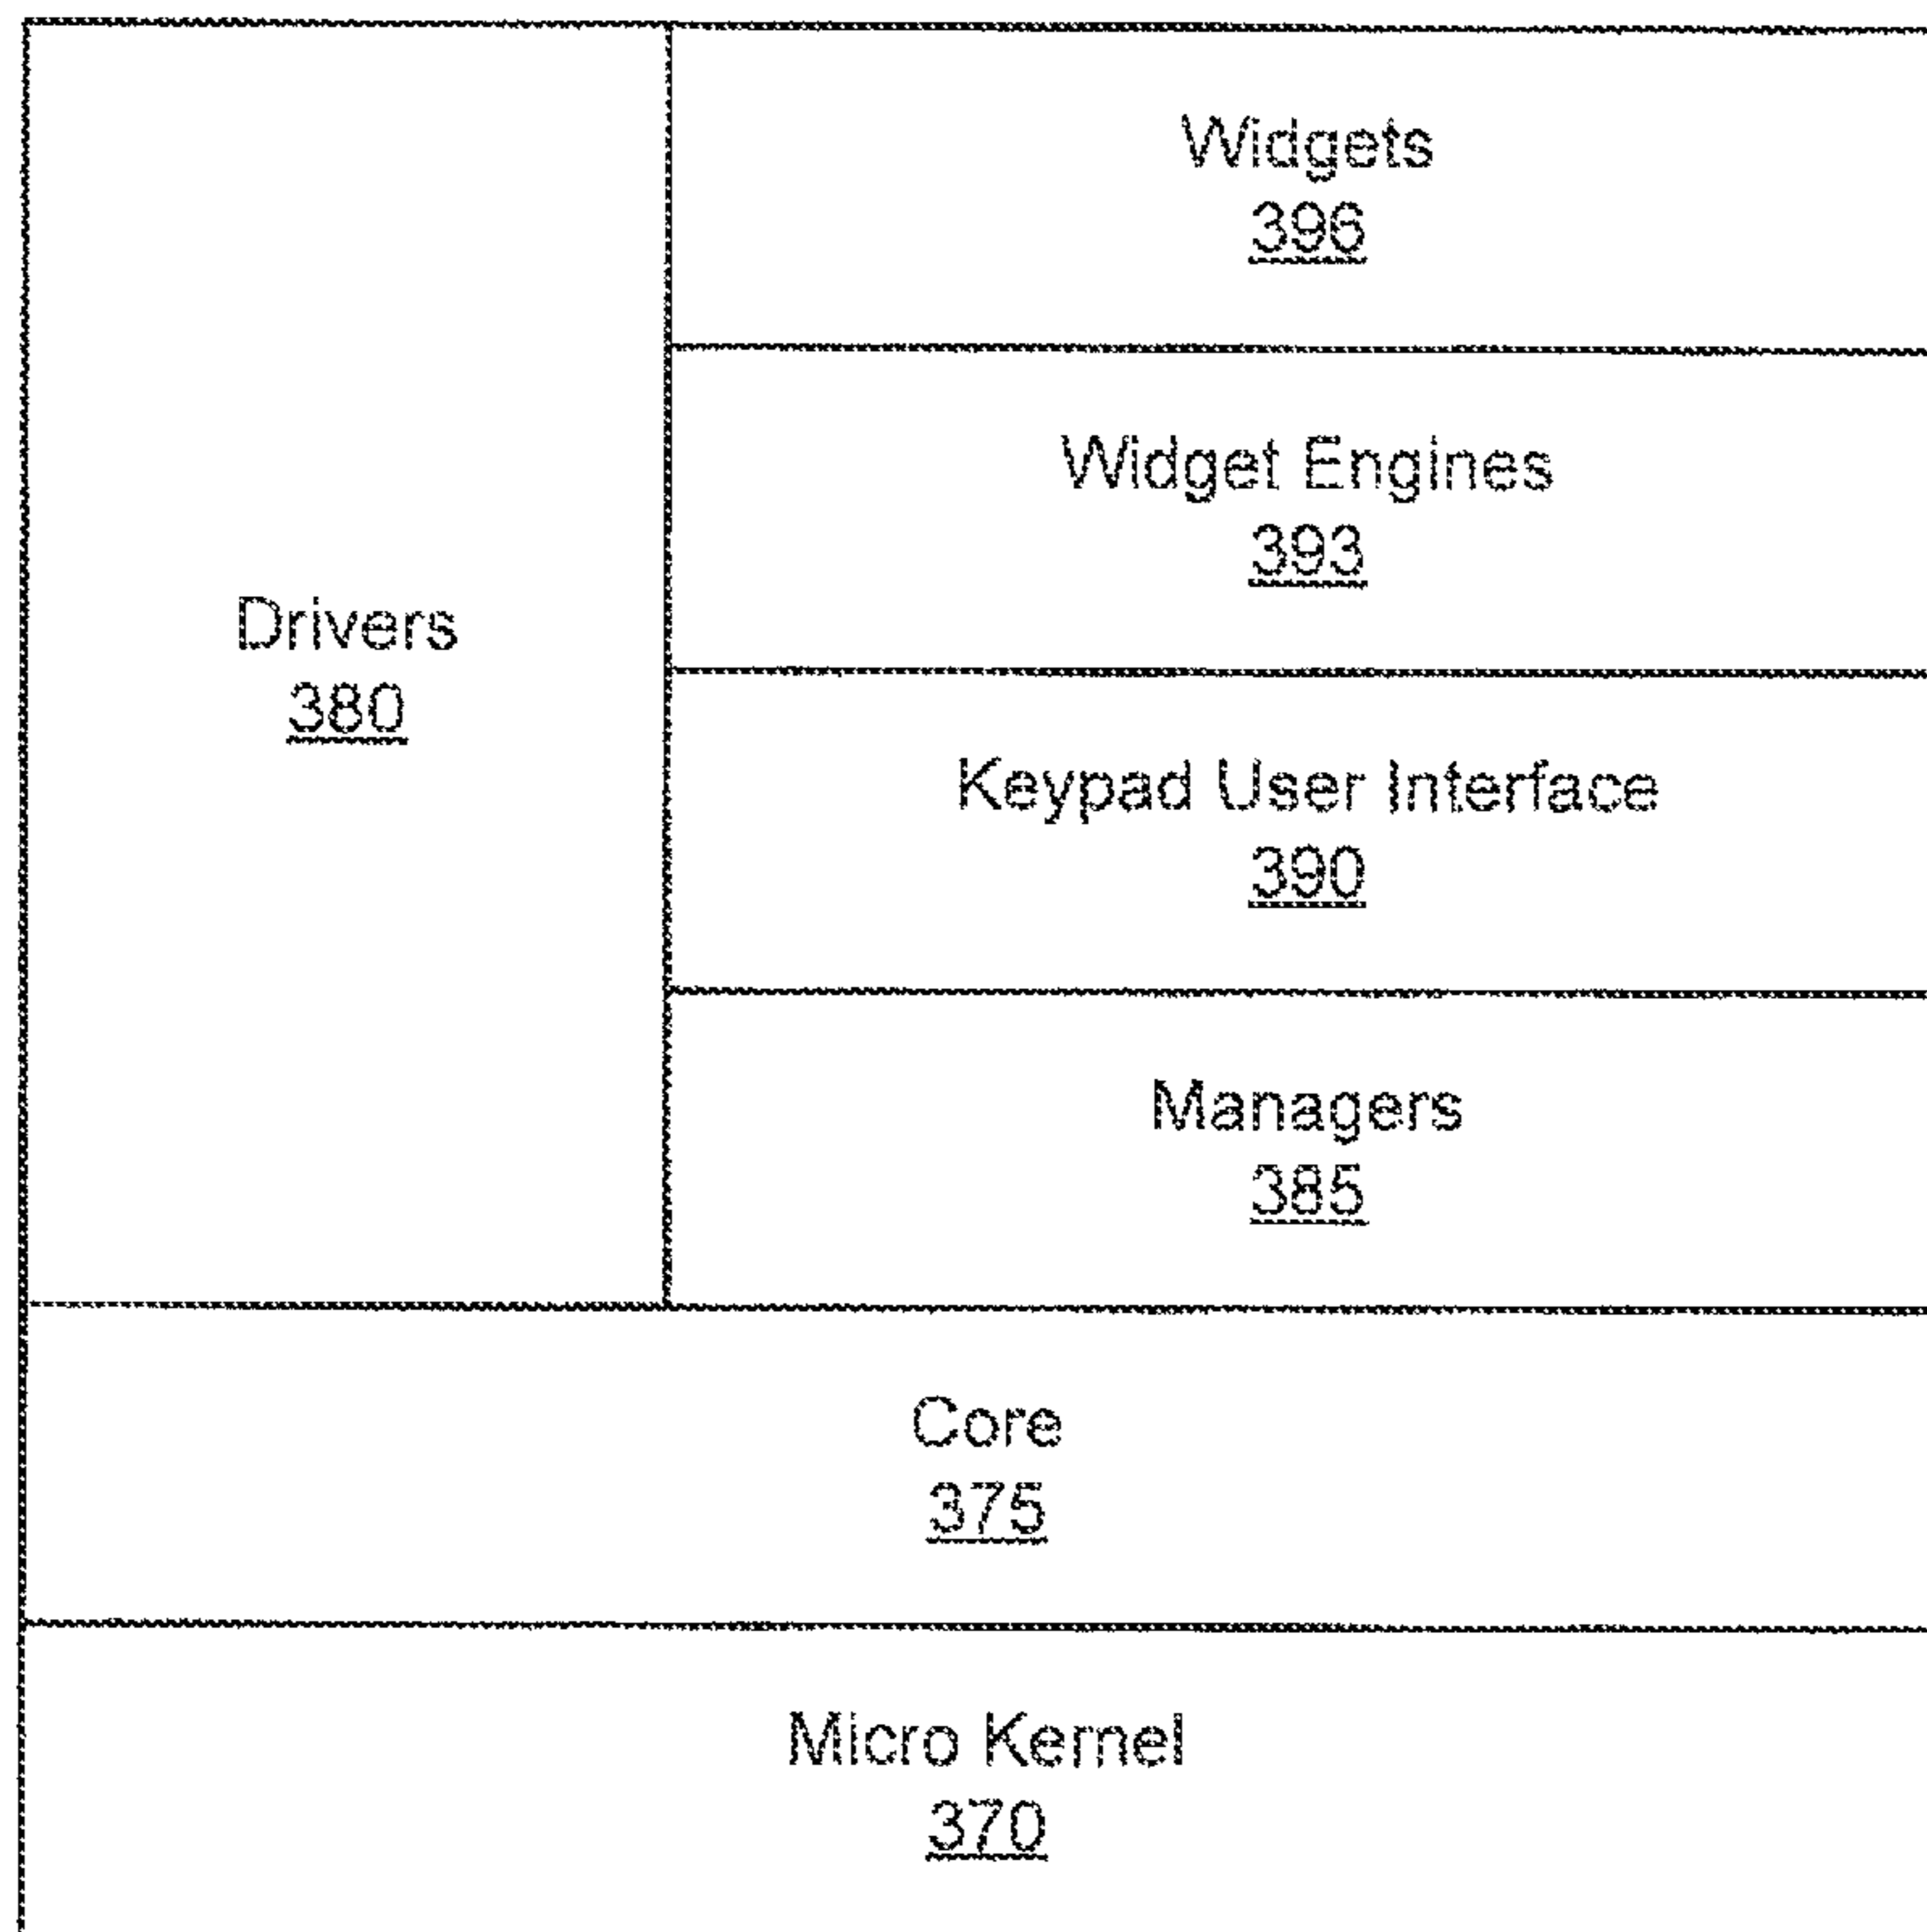 Widgets
396
Widget Engines
393
Drivers
380
Keypad User Interface
390
Managers
385
Core
375
Micro Kernel
370